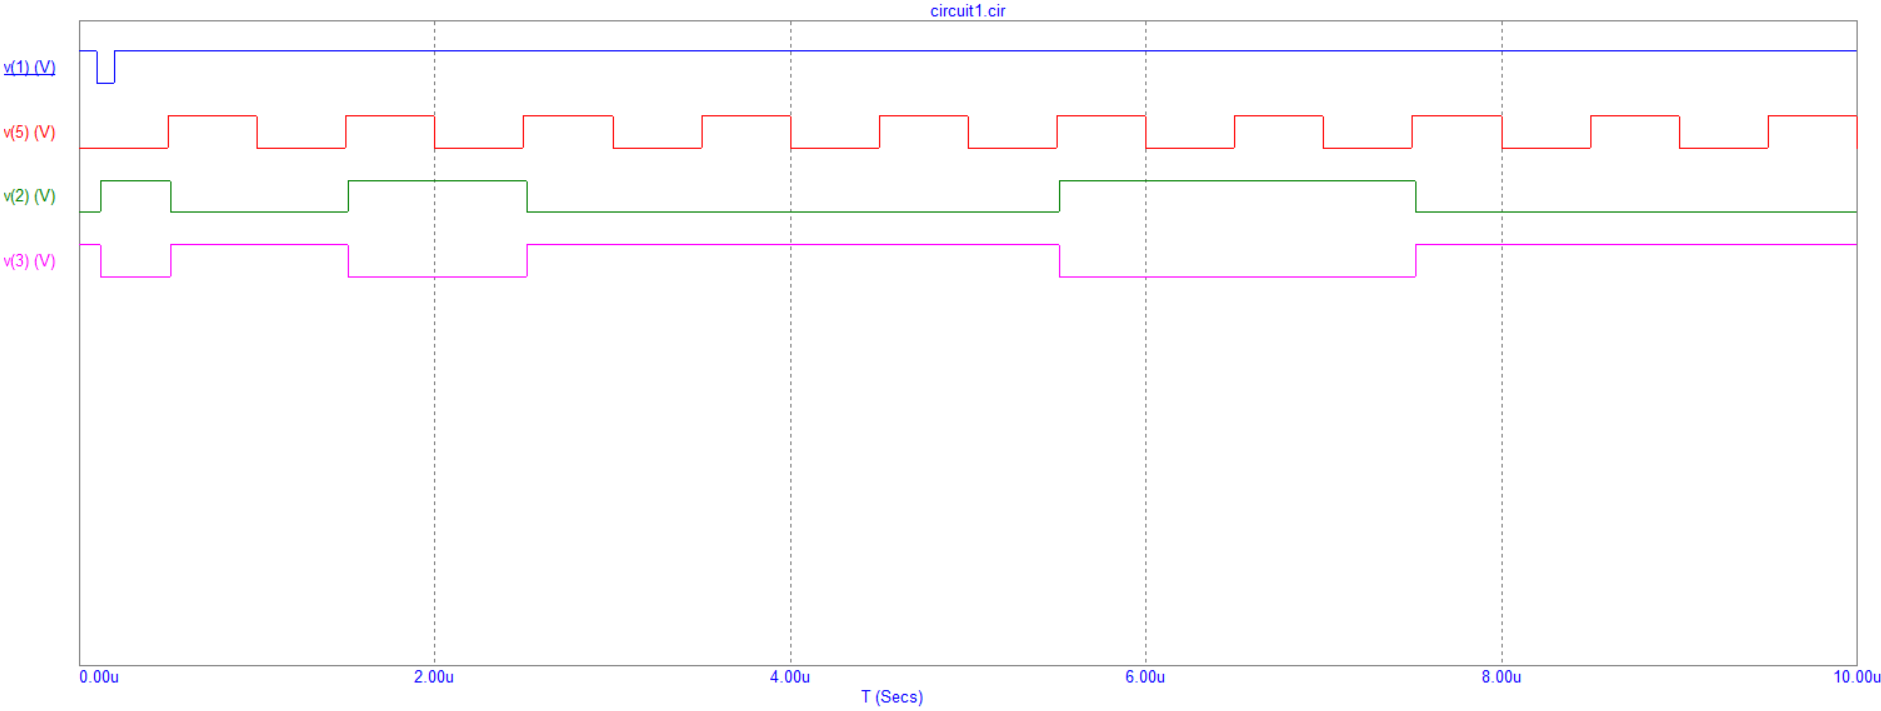 circuit1.cir
v(1) (V)
v(5) (V)
v(2) (V)
v(3) (V)
0.00u 2.00u 4.00u 6.00u 8.00u 10.00u
T (Secs)